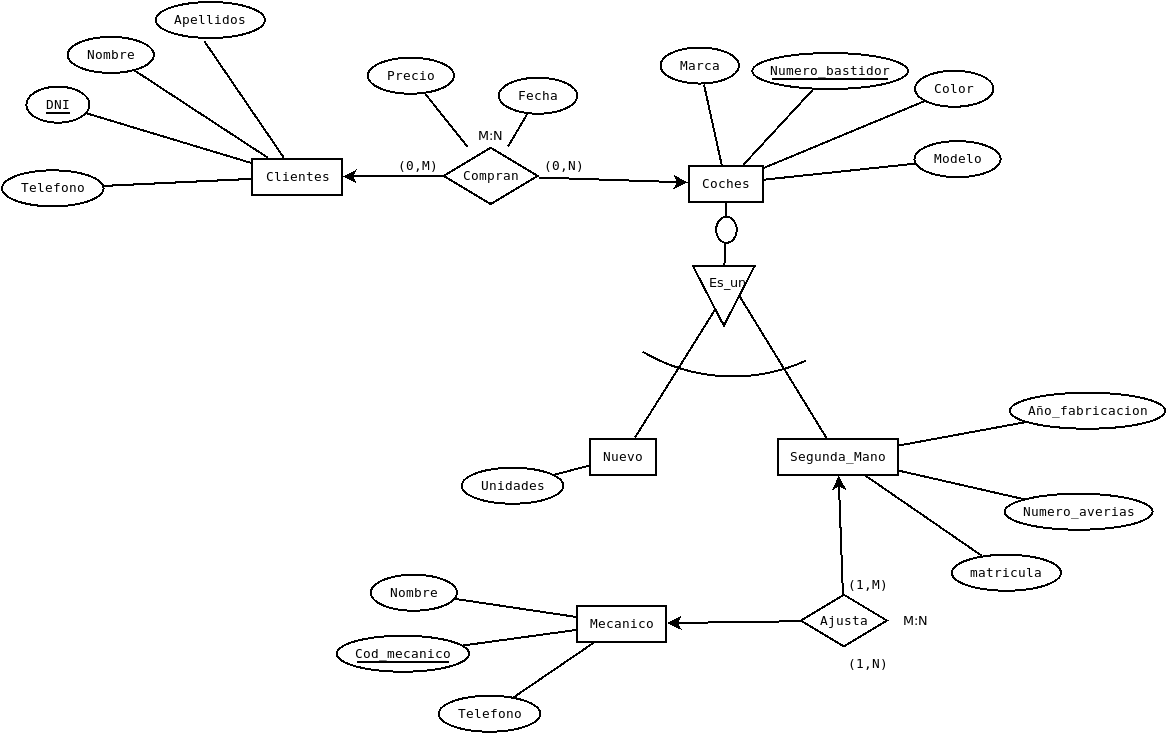 Apellidos
Nombre
DNI
Telefono
Clientes
Precio
Fecha
M:N
(0,M)
Compran
(0,N)
Marca
Numero_bastidor
Color
Modelo
Coches
Es_un
Nuevo
Unidades
Segunda_Mano
Año_fabricacion
Numero_averias
matricula
(1,M)
Ajusta
M:N
(1,N)
Nombre
Mecanico
Cod_mecanico
Telefono